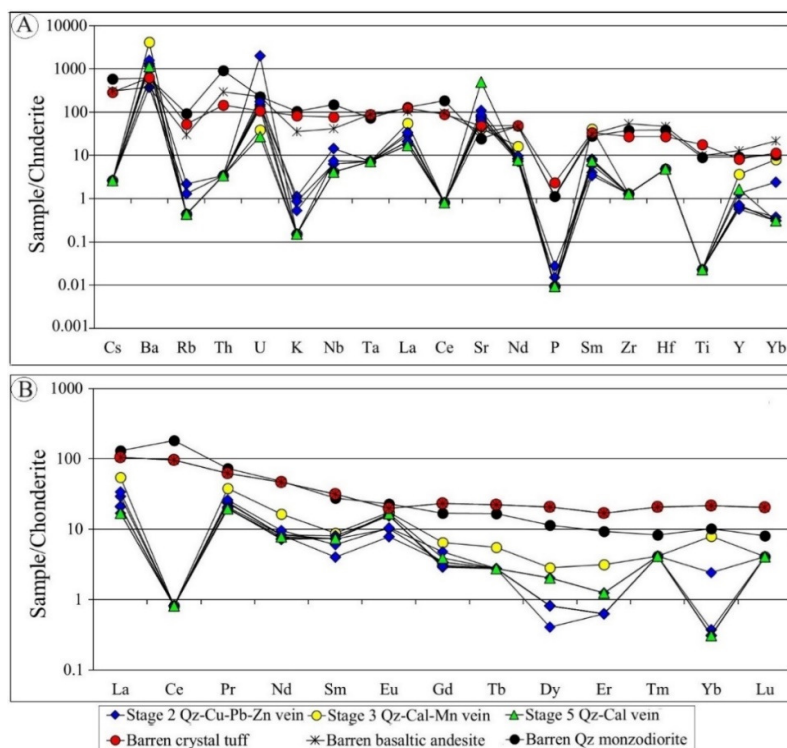 A
10000
1000
100
10
1
0.1
0.01
0.001
Sample/Chnderite
Cs Ba Rb Th U K Nb Ta La Ce Sr Nd P Sm Zr Hf Ti Y Yb
B
1000
100
10
1
0.1
Sample/Chonderite
La Ce Pr Nd Sm Eu Gd Tb Dy Er Tm Yb Lu
Stage 2 Qz-Cu-Pb-Zn vein Stage 3 Qz-Cal-Mn vein Stage 5 Qz-Cal vein
Barren crystal tuff Barren basaltic andesite Barren Qz monzodiorite